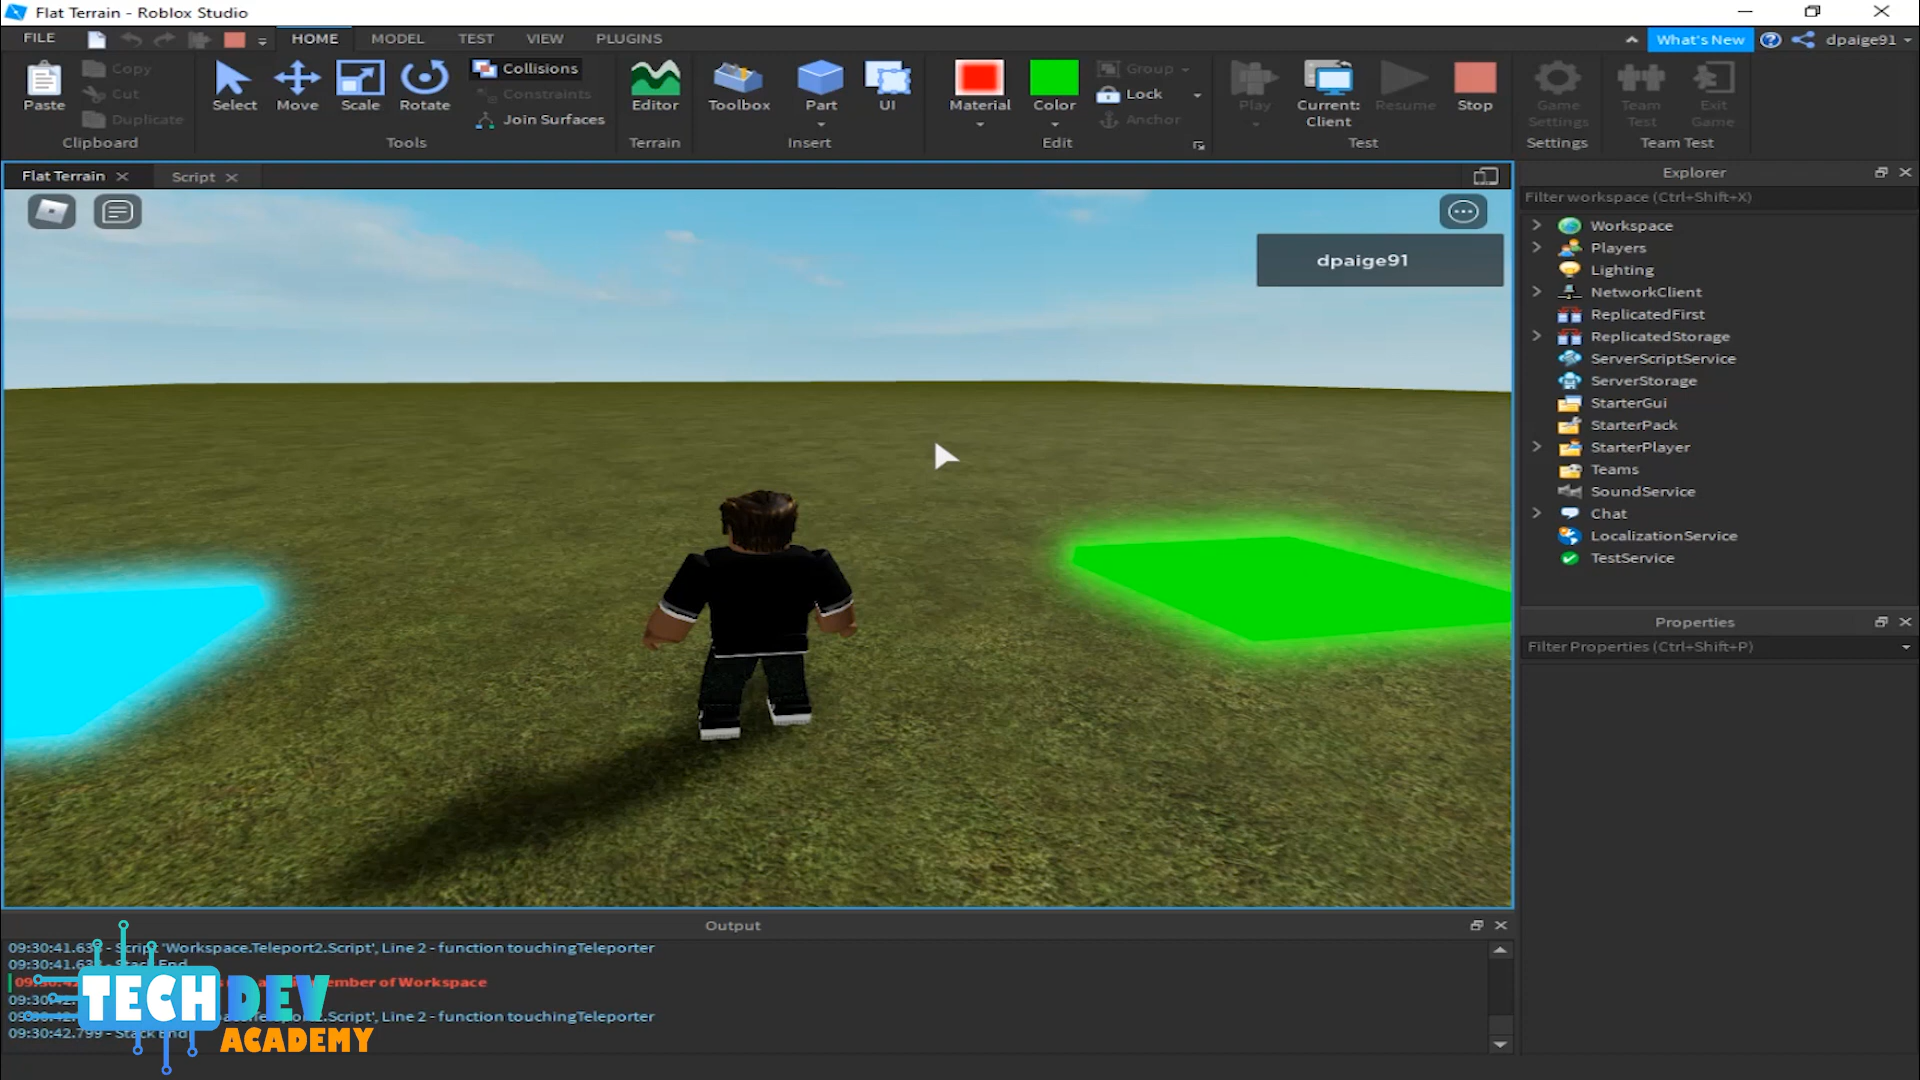 Flat Terrain - Roblox Studio
FILE
HOME
MODEL
TEST
VIEW
PLUGINS
What's New
dpaige91
Paste
Copy
Cut
Duplicate
Clipboard
Select
Move
Scale
Rotate
Collisions
Constraints
Join Surfaces
Tools
Editor
Terrain
Toolbox
Part
UI
Insert
Material
Color
Group
Lock
Anchor
Edit
Play
Current:
Client
Resume
Stop
Test
Game
Settings
Settings
Team
Test
Exit
Game
Team Test
Flat Terrain
Script
dpaige91
Explorer
Filter workspace (Ctrl+Shift+X)
Workspace
Players
Lighting
NetworkClient
ReplicatedFirst
ReplicatedStorage
ServerScriptService
ServerStorage
StarterGui
StarterPack
StarterPlayer
Teams
SoundService
Chat
LocalizationService
TestService
Properties
Filter Properties (Ctrl+Shift+P)
Output
- Script 'Workspace.Teleport2.Script', Line 2 - function touchingTeleporter
Stack End
of Workspace
Line 2 - function touchingTeleporter
09:30:42.799 - Stack End
TECHDEV
ACADEMY